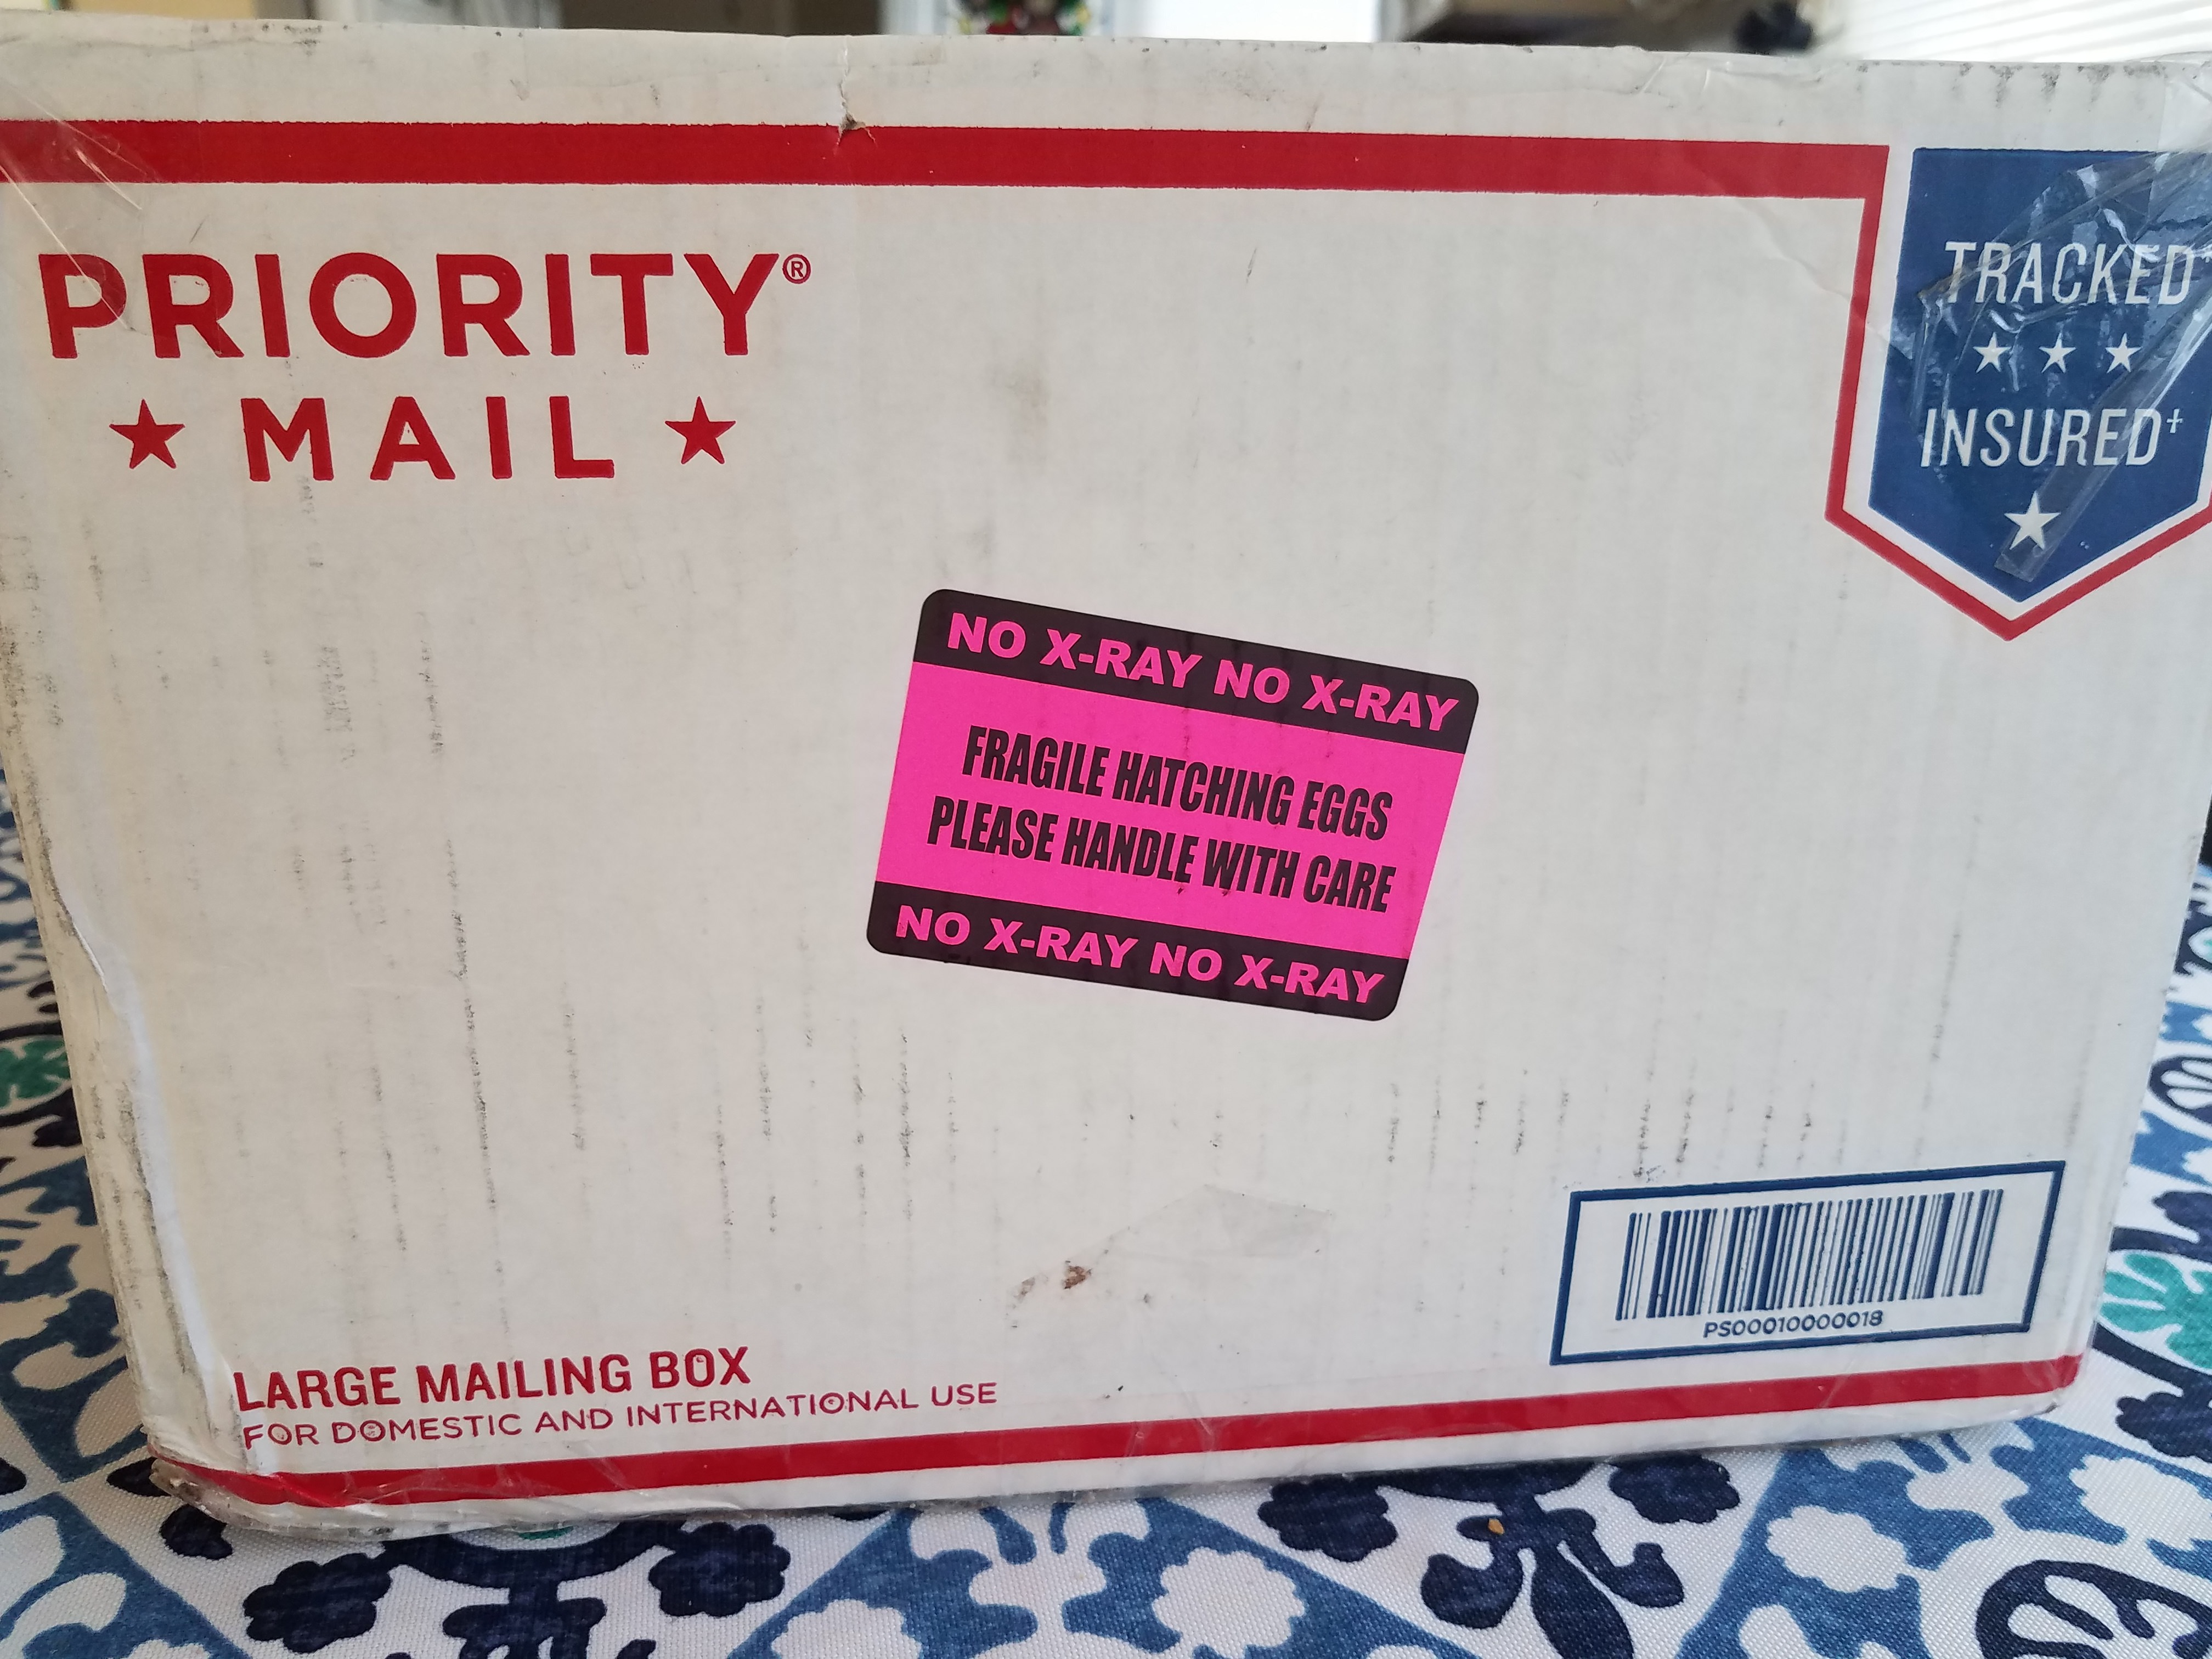 PRIORITY®
★ MAIL ★
TRACKED*
★ ★ ★
INSURED†
★
NO X-RAY NO X-RAY
FRAGILE HATCHING EGGS
PLEASE HANDLE WITH CARE
NO X-RAY NO X-RAY
PS00010000018
LARGE MAILING BOX
FOR DOMESTIC AND INTERNATIONAL USE